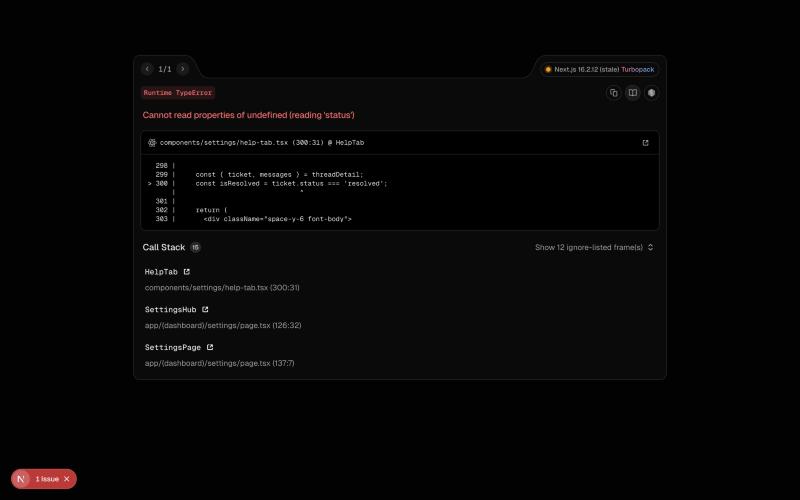 1/1
Next.js 16.2.12 (stale) Turbopack
Runtime TypeError
Cannot read properties of undefined (reading 'status')
components/settings/help-tab.tsx (300:31) @ HelpTab
298 |
299 |     const { ticket, messages } = threadDetail;
> 300 |     const isResolved = ticket.status === 'resolved';
|                               ^
301 |
302 |     return (
303 |       <div className="space-y-6 font-body">
Call Stack 15
Show 12 ignore-listed frame(s)
HelpTab
components/settings/help-tab.tsx (300:31)
SettingsHub
app/(dashboard)/settings/page.tsx (126:32)
SettingsPage
app/(dashboard)/settings/page.tsx (137:7)
N 1 Issue